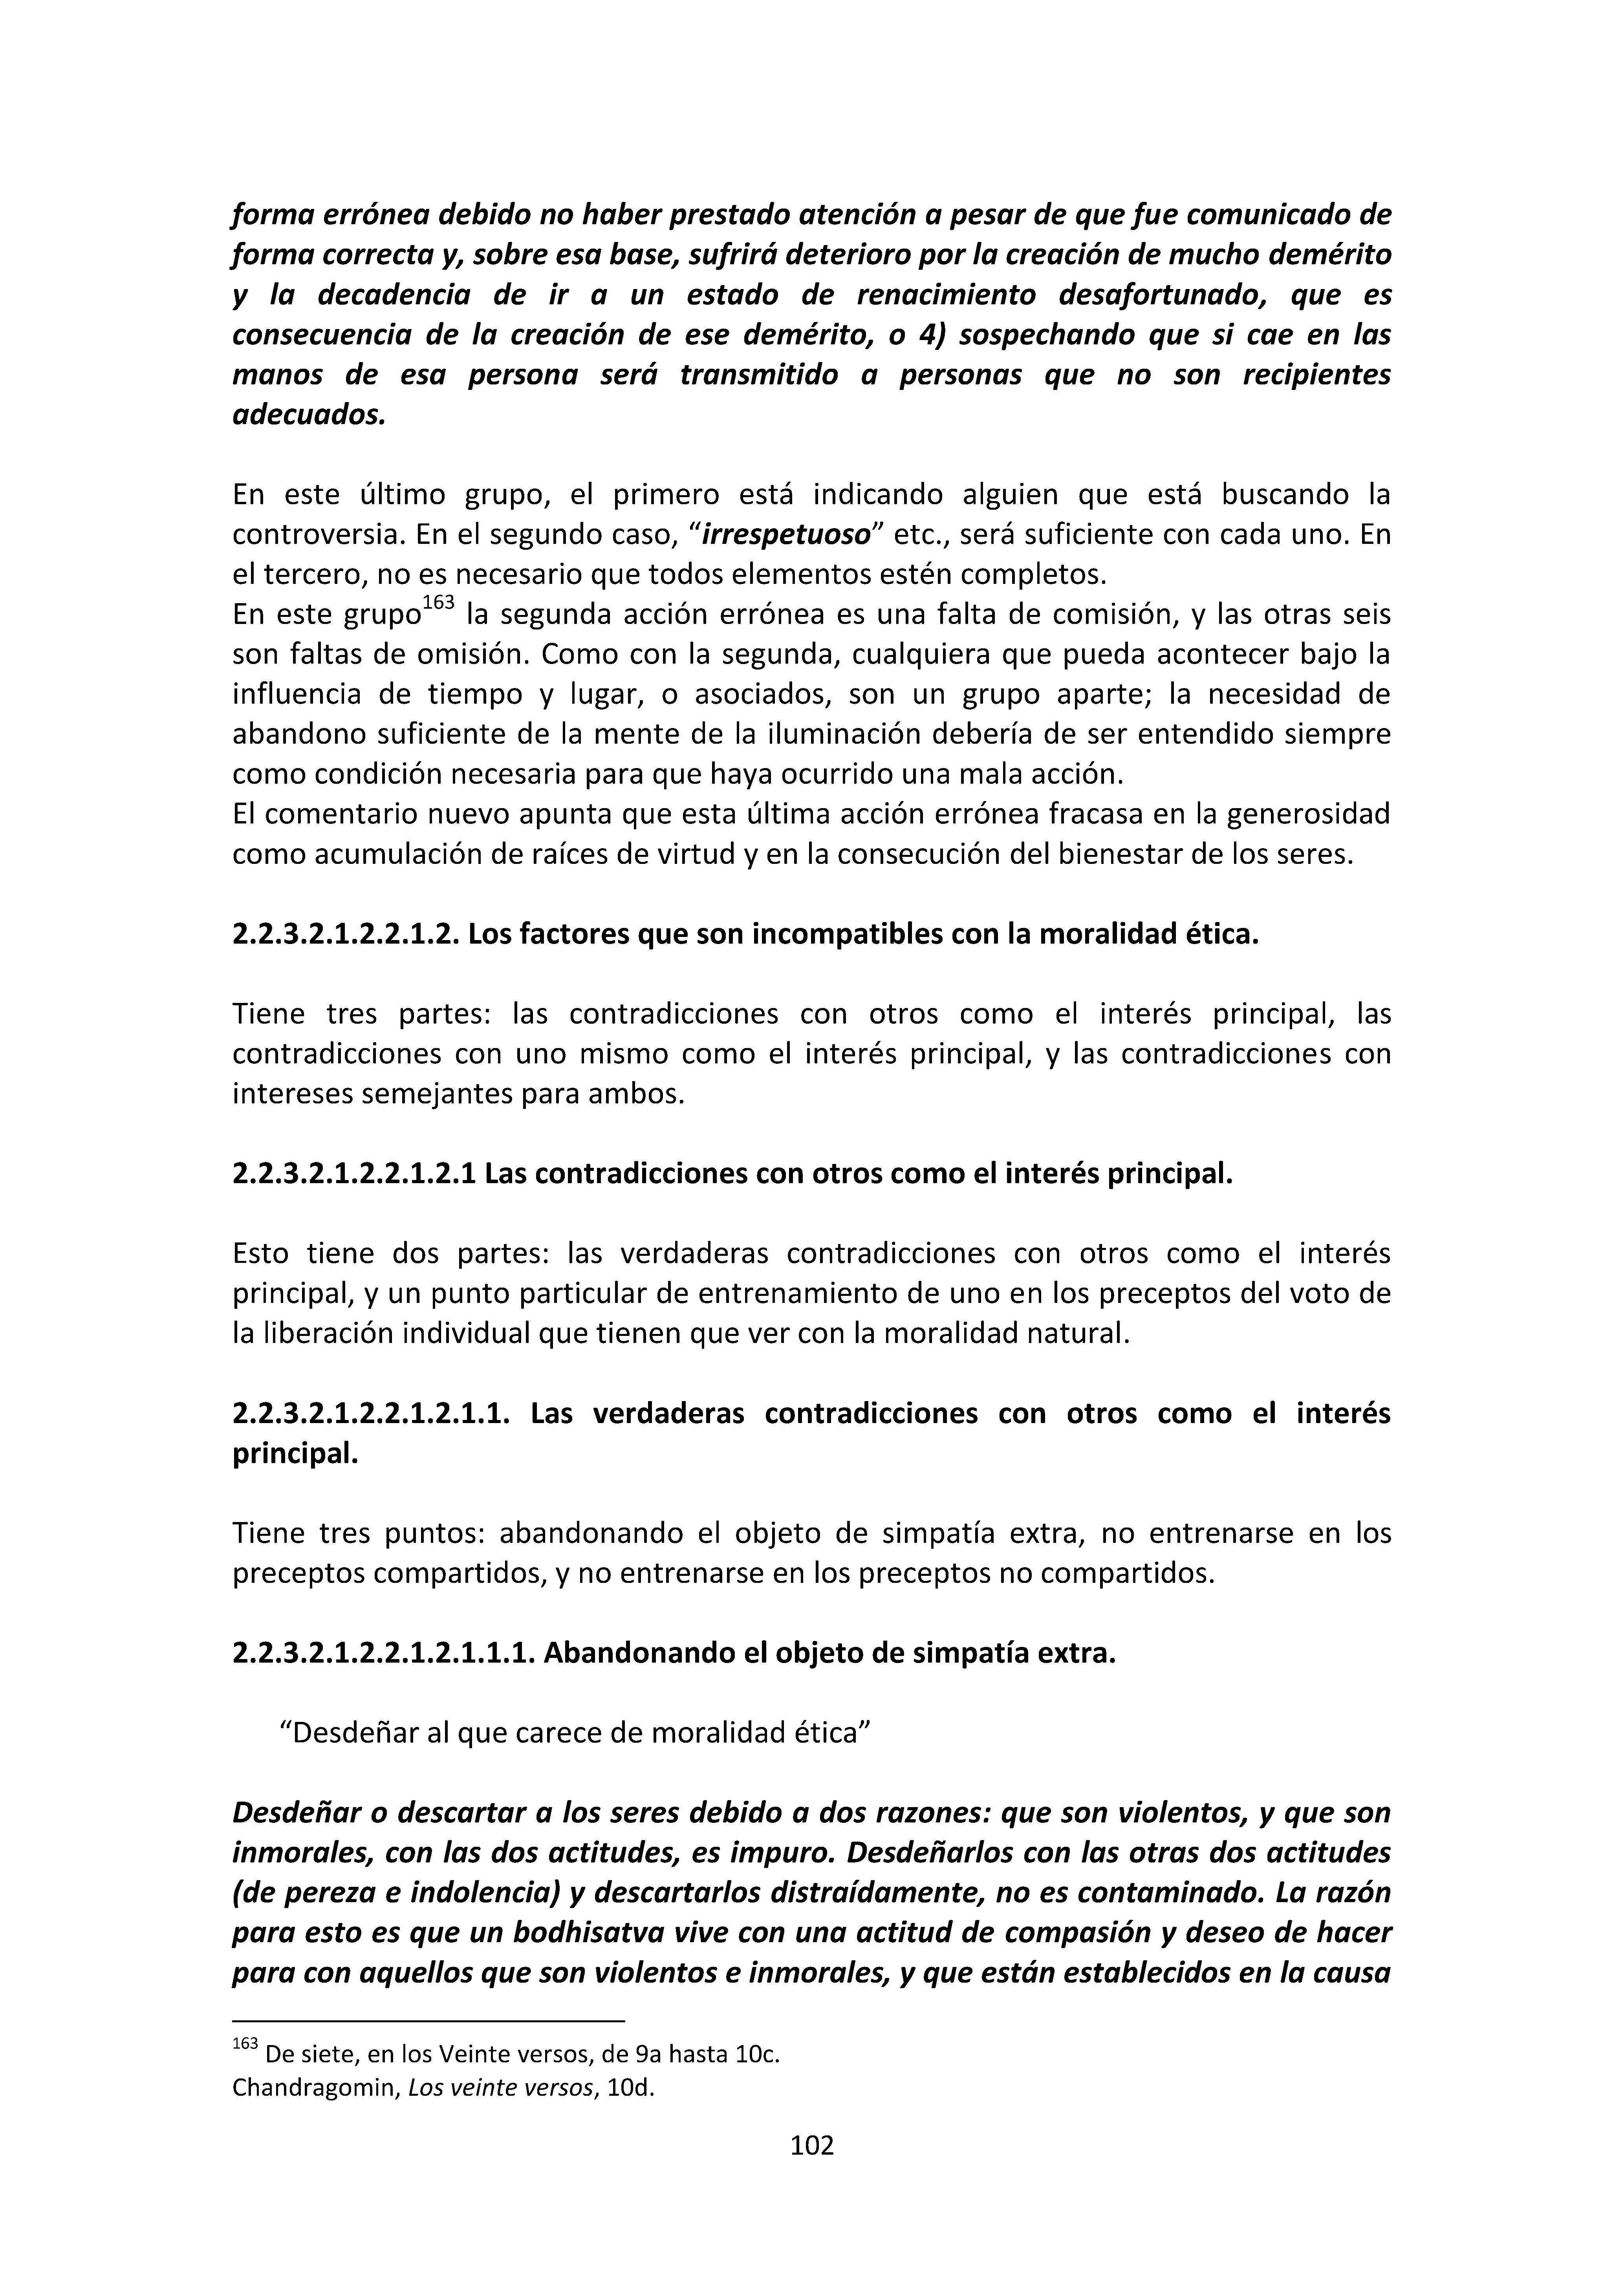 forma errónea debido no haber prestado atención a pesar de que fue comunicado de
forma correcta y, sobre esa base, sufrirá deterioro por la creación de mucho demérito
y la decadencia de ir a un estado de renacimiento desafortunado, que es
consecuencia de la creación de ese demérito, o 4) sospechando que si cae en las
manos de esa persona será transmitido a personas que no son recipientes
adecuados.
En este último grupo, el primero está indicando alguien que está buscando la
controversia. En el segundo caso, “irrespetuoso” etc., será suficiente con cada uno. En
el tercero, no es necesario que todos elementos estén completos.
En este grupo163 la segunda acción errónea es una falta de comisión, y las otras seis
son faltas de omisión. Como con la segunda, cualquiera que pueda acontecer bajo la
influencia de tiempo y lugar, o asociados, son un grupo aparte; la necesidad de
abandono suficiente de la mente de la iluminación debería de ser entendido siempre
como condición necesaria para que haya ocurrido una mala acción.
El comentario nuevo apunta que esta última acción errónea fracasa en la generosidad
como acumulación de raíces de virtud y en la consecución del bienestar de los seres.
2.2.3.2.1.2.2.1.2. Los factores que son incompatibles con la moralidad ética.
Tiene tres partes: las contradicciones con otros como el interés principal, las
contradicciones con uno mismo como el interés principal, y las contradicciones con
intereses semejantes para ambos.
2.2.3.2.1.2.2.1.2.1 Las contradicciones con otros como el interés principal.
Esto tiene dos partes: las verdaderas contradicciones con otros como el interés
principal, y un punto particular de entrenamiento de uno en los preceptos del voto de
la liberación individual que tienen que ver con la moralidad natural.
2.2.3.2.1.2.2.1.2.1.1. Las verdaderas contradicciones con otros como el interés
principal.
Tiene tres puntos: abandonando el objeto de simpatía extra, no entrenarse en los
preceptos compartidos, y no entrenarse en los preceptos no compartidos.
2.2.3.2.1.2.2.1.2.1.1.1. Abandonando el objeto de simpatía extra.
“Desdeñar al que carece de moralidad ética”
Desdeñar o descartar a los seres debido a dos razones: que son violentos, y que son
inmorales, con las dos actitudes, es impuro. Desdeñarlos con las otras dos actitudes
(de pereza e indolencia) y descartarlos distraídamente, no es contaminado. La razón
para esto es que un bodhisatva vive con una actitud de compasión y deseo de hacer
para con aquellos que son violentos e inmorales, y que están establecidos en la causa
163 De siete, en los Veinte versos, de 9a hasta 10c.
Chandragomin, Los veinte versos, 10d.
102